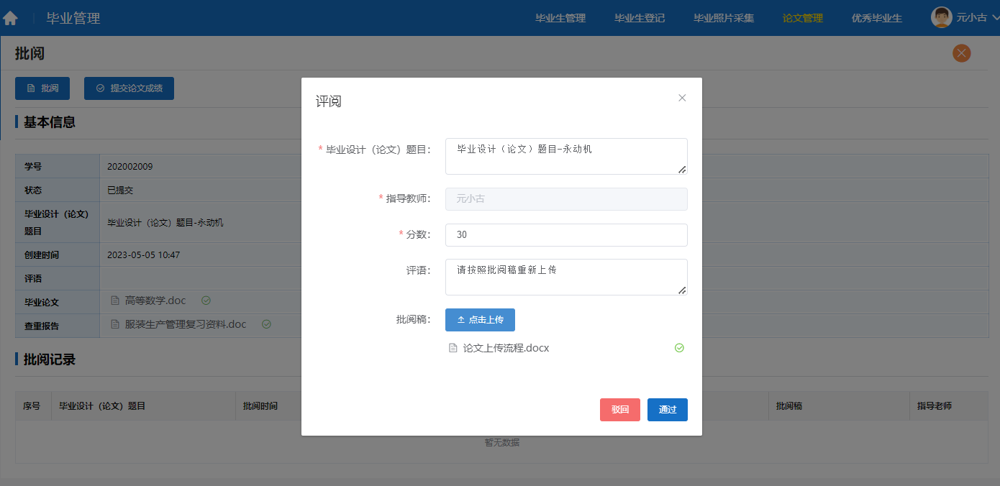 毕业管理 毕业生管理 毕业生登记 毕业照片采集 论文管理 优秀毕业生 元小古
批阅
批阅 提交论文成绩
基本信息
学号 202002009
状态 已提交
毕业设计（论文）题目 毕业设计（论文）题目-永动机
创建时间 2023-05-05 10:47
评语
毕业论文 高等数学.doc
查重报告 服装生产管理复习资料.doc
批阅记录
序号 毕业设计（论文）题目 批阅时间 批阅稿 指导老师
暂无数据
评阅
* 毕业设计（论文）题目： 毕业设计（论文）题目-永动机
* 指导教师： 元小古
* 分数： 30
评语： 请按照批阅稿重新上传
批阅稿： 点击上传
论文上传流程.docx
驳回 通过